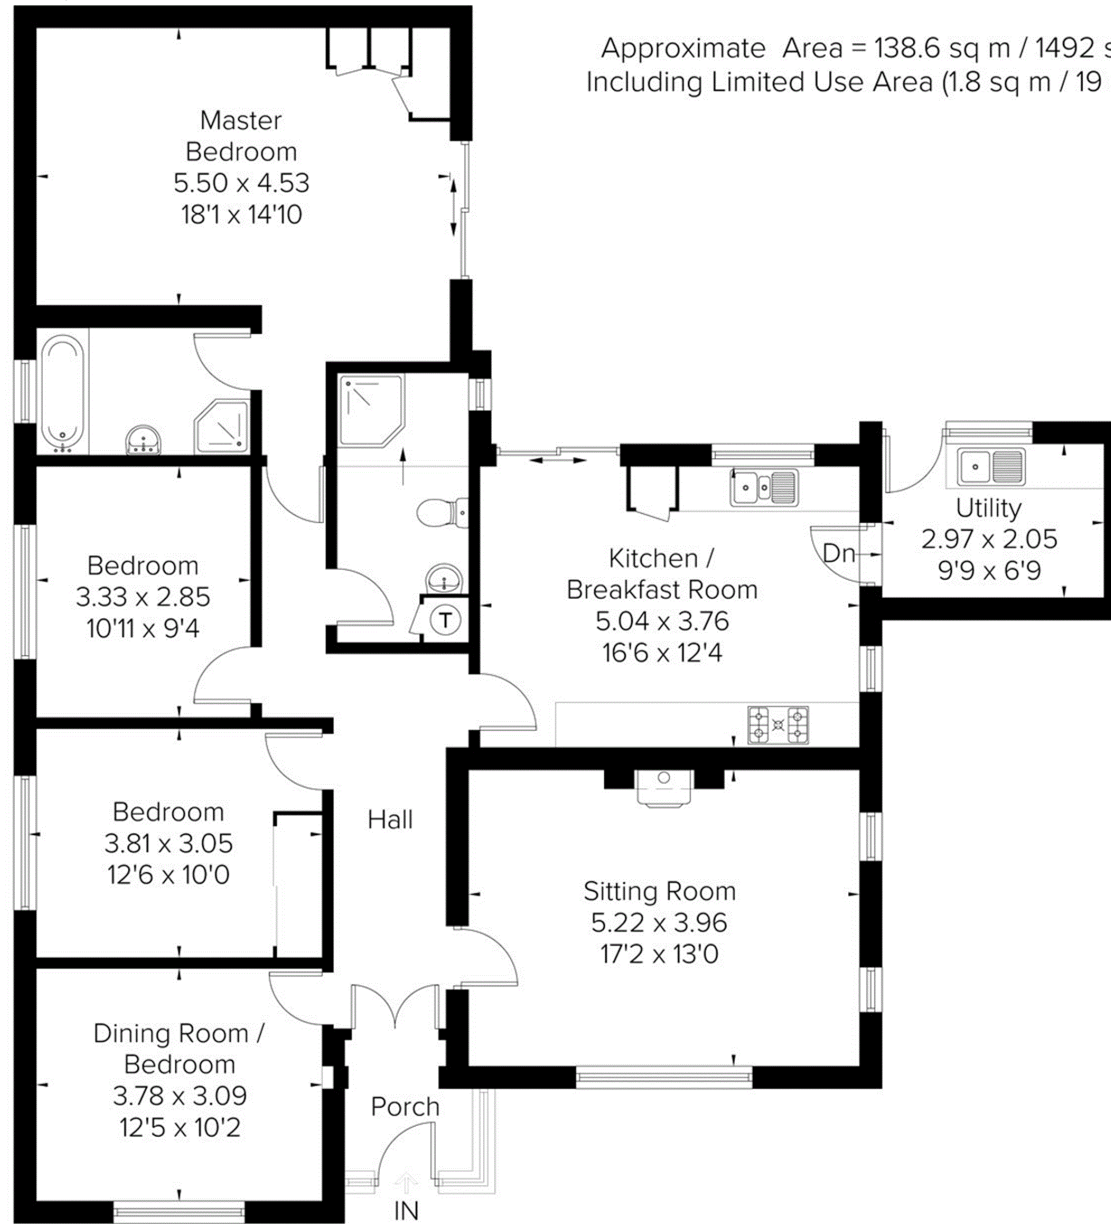 Approximate Area = 138.6 sq m / 1492 s
Including Limited Use Area (1.8 sq m / 19
Master
Bedroom
5.50 x 4.53
18'1 x 14'10
Bedroom
3.33 x 2.85
10'11 x 9'4
T
Kitchen /
Breakfast Room
5.04 x 3.76
16'6 x 12'4
Dn
Utility
2.97 x 2.05
9'9 x 6'9
Bedroom
3.81 x 3.05
12'6 x 10'0
Hall
Sitting Room
5.22 x 3.96
17'2 x 13'0
Dining Room /
Bedroom
3.78 x 3.09
12'5 x 10'2
Porch
IN